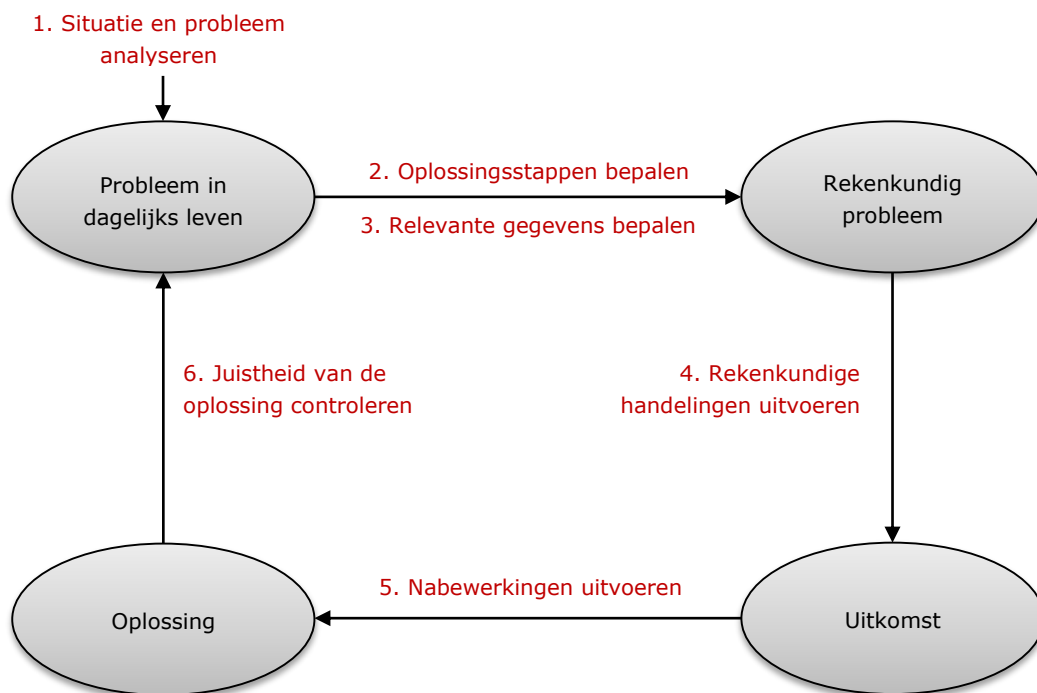 1. Situatie en probleem
analyseren
Probleem in
dagelijks leven
2. Oplossingsstappen bepalen
3. Relevante gegevens bepalen
Rekenkundig
probleem
6. Juistheid van de
oplossing controleren
4. Rekenkundige
handelingen uitvoeren
Oplossing
5. Nabewerkingen uitvoeren
Uitkomst